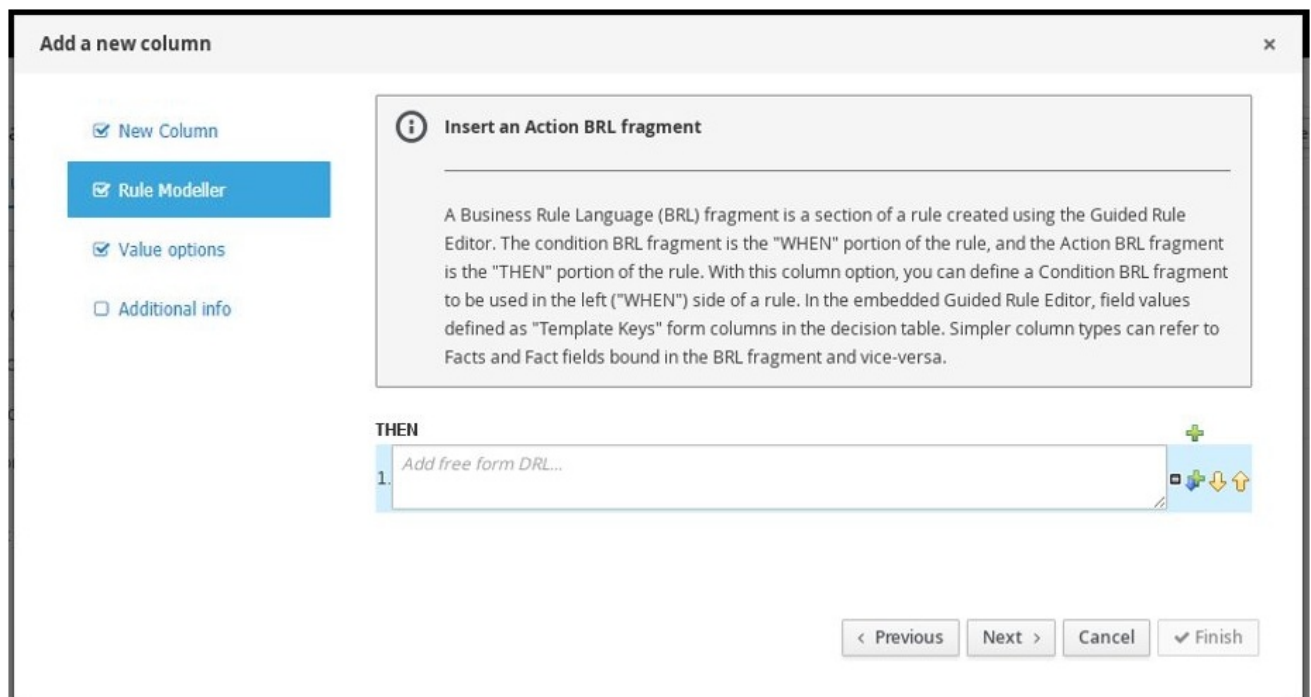 Add a new column
×
New Column
Rule Modeller
Value options
Additional info
Insert an Action BRL fragment
A Business Rule Language (BRL) fragment is a section of a rule created using the Guided Rule
Editor. The condition BRL fragment is the "WHEN" portion of the rule, and the Action BRL fragment
is the "THEN" portion of the rule. With this column option, you can define a Condition BRL fragment
to be used in the left ("WHEN") side of a rule. In the embedded Guided Rule Editor, field values
defined as "Template Keys" form columns in the decision table. Simpler column types can refer to
Facts and Fact fields bound in the BRL fragment and vice-versa.
THEN
1. Add free form DRL...
< Previous Next > Cancel Finish